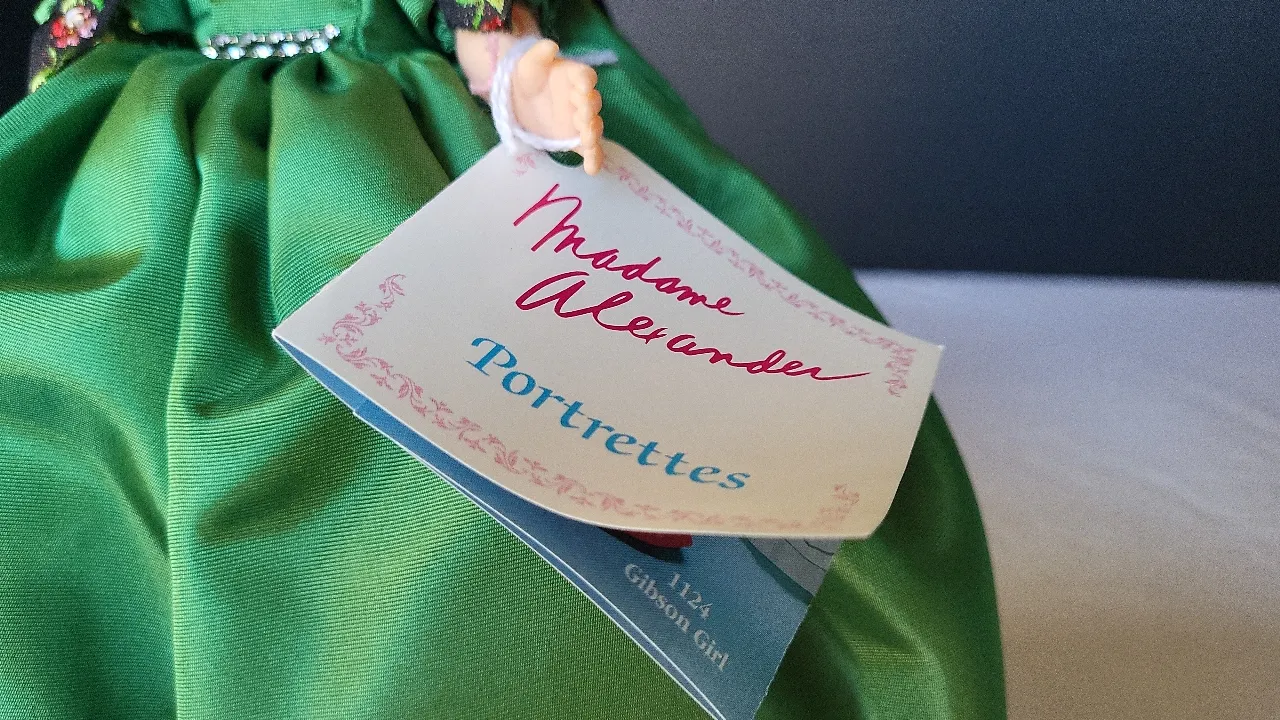 Madame
Alexander
Portrettes
1124
Gibson Girl